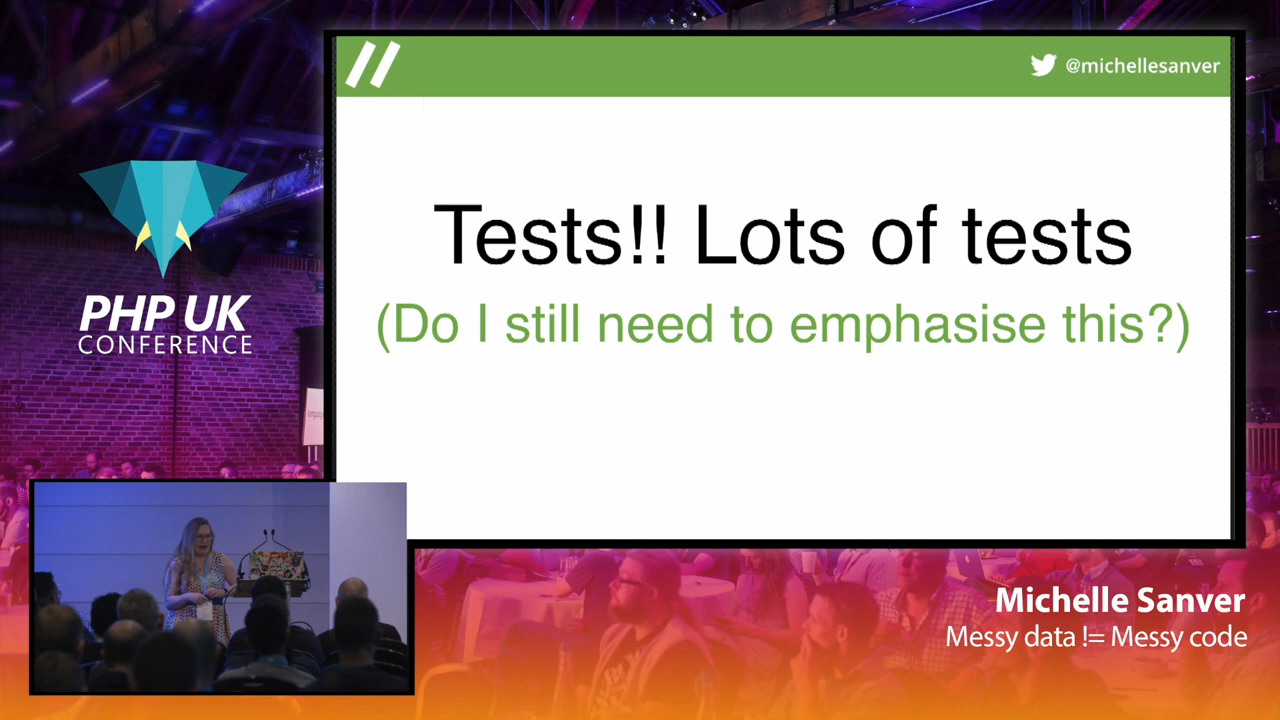 @michellesanver
Tests!! Lots of tests
(Do I still need to emphasise this?)
PHP UK
CONFERENCE
Michelle Sanver
Messy data != Messy code